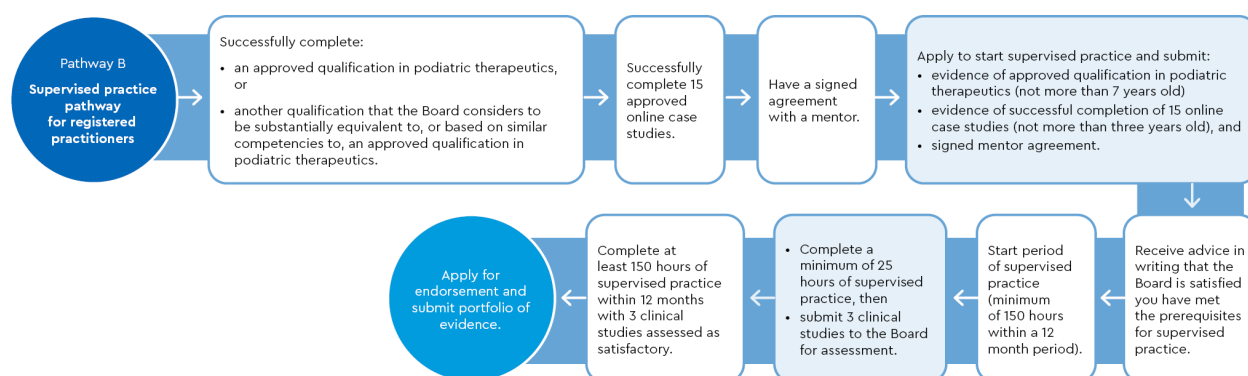 Pathway B
Supervised practice
pathway
for registered
practitioners
Successfully complete:
• an approved qualification in podiatric therapeutics,
or
• another qualification that the Board considers to
be substantially equivalent to, or based on similar
competencies to, an approved qualification in
podiatric therapeutics.
Successfully
complete 15
approved
online case
studies.
Have a signed
agreement
with a mentor.
Apply to start supervised practice and submit:
• evidence of approved qualification in podiatric
therapeutics (not more than 7 years old)
• evidence of successful completion of 15 online
case studies (not more than three years old), and
• signed mentor agreement.
Receive advice in
writing that the
Board is satisfied
you have met
the prerequisites
for supervised
practice.
Start period
of supervised
practice
(minimum
of 150 hours
within a 12
month period).
• Complete a
minimum of 25
hours of supervised
practice, then
• submit 3 clinical
studies to the Board
for assessment.
Complete at
least 150 hours of
supervised practice
within 12 months
with 3 clinical
studies assessed as
satisfactory.
Apply for
endorsement and
submit portfolio of
evidence.